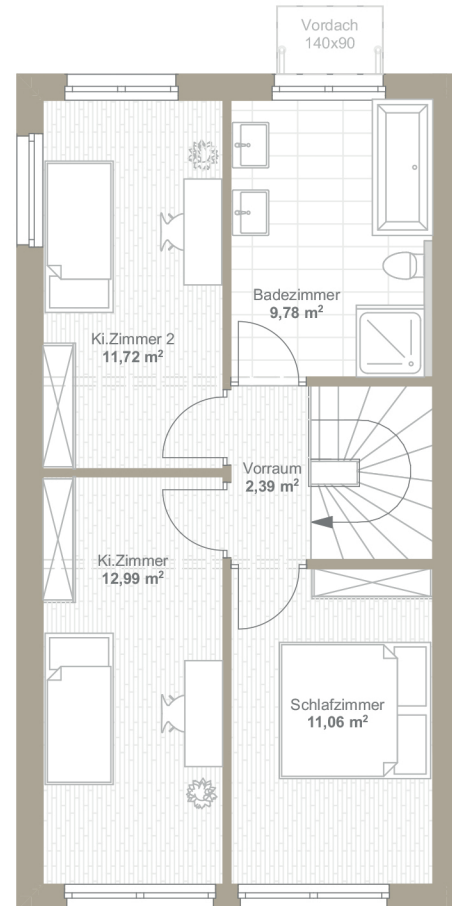 Vordach
140x90
Badezimmer
9,78 m²
Ki.Zimmer 2
11,72 m²
Vorraum
2,39 m²
Ki.Zimmer
12,99 m²
Schlafzimmer
11,06 m²